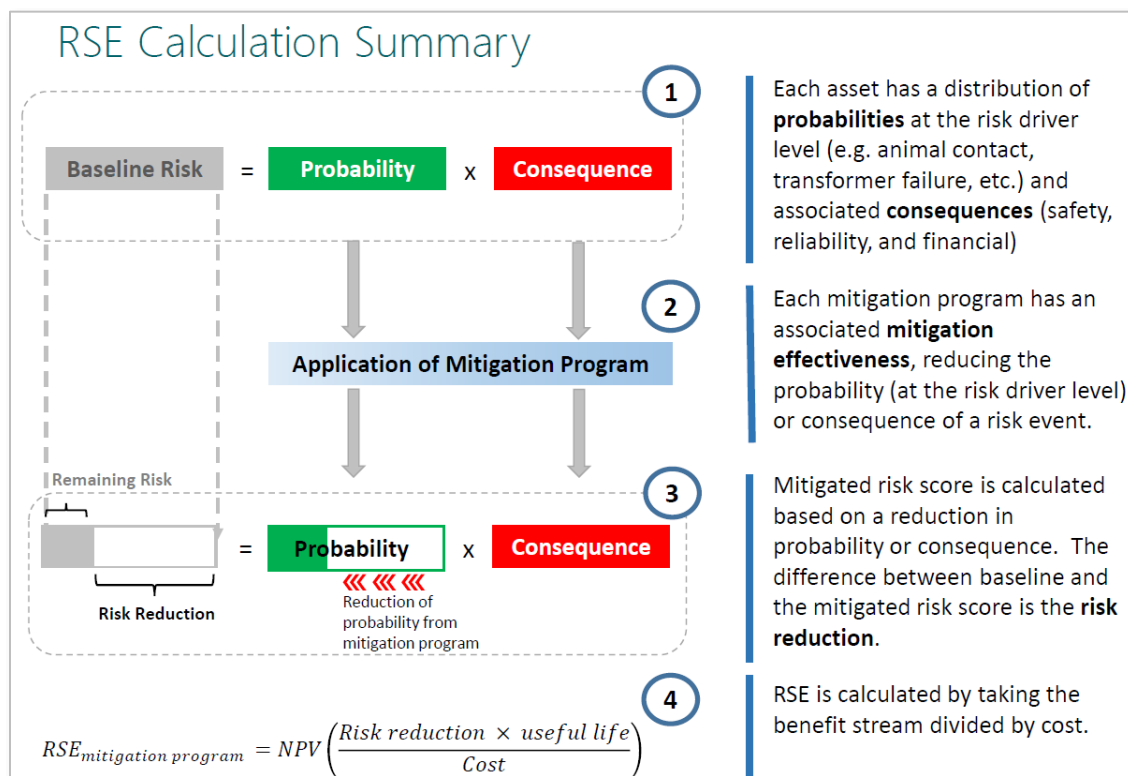 RSE Calculation Summary
1
Baseline Risk = Probability x Consequence
Each asset has a distribution of
probabilities at the risk driver
level (e.g. animal contact,
transformer failure, etc.) and
associated consequences (safety,
reliability, and financial)
2
Application of Mitigation Program
Each mitigation program has an
associated mitigation
effectiveness, reducing the
probability (at the risk driver level)
or consequence of a risk event.
3
Remaining Risk
= Probability x Consequence
Risk Reduction
Reduction of
probability from
mitigation program
Mitigated risk score is calculated
based on a reduction in
probability or consequence.  The
difference between baseline and
the mitigated risk score is the risk
reduction.
4
RSE mitigation program = NPV (Risk reduction × useful life / Cost)
RSE is calculated by taking the
benefit stream divided by cost.